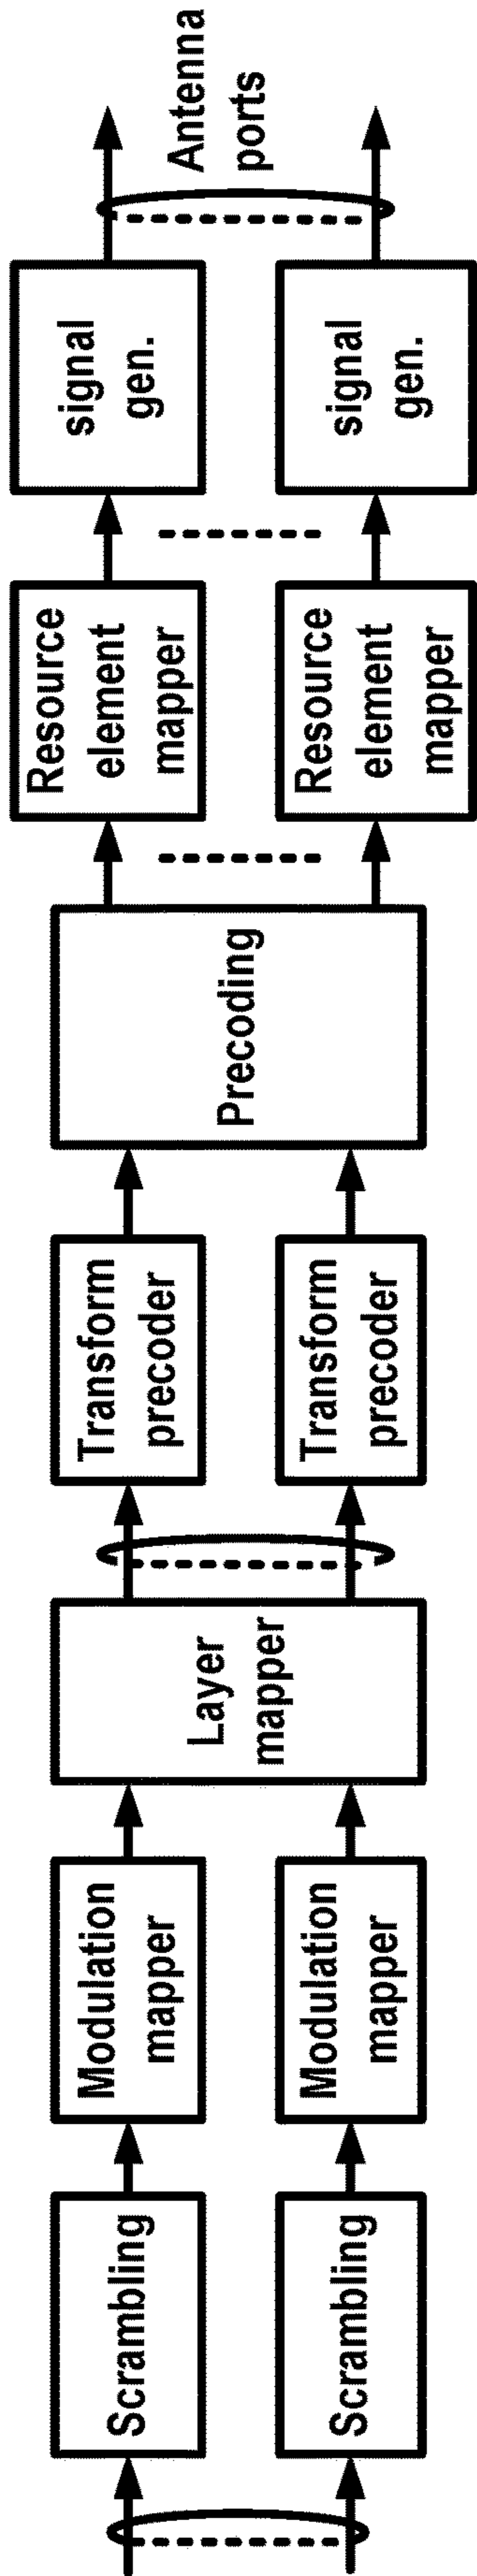 Scrambling
Scrambling
Modulation
mapper
Modulation
mapper
Layer
mapper
Transform
precoder
Transform
precoder
Precoding
Resource
element
mapper
Resource
element
mapper
signal
gen.
signal
gen.
Antenna
ports